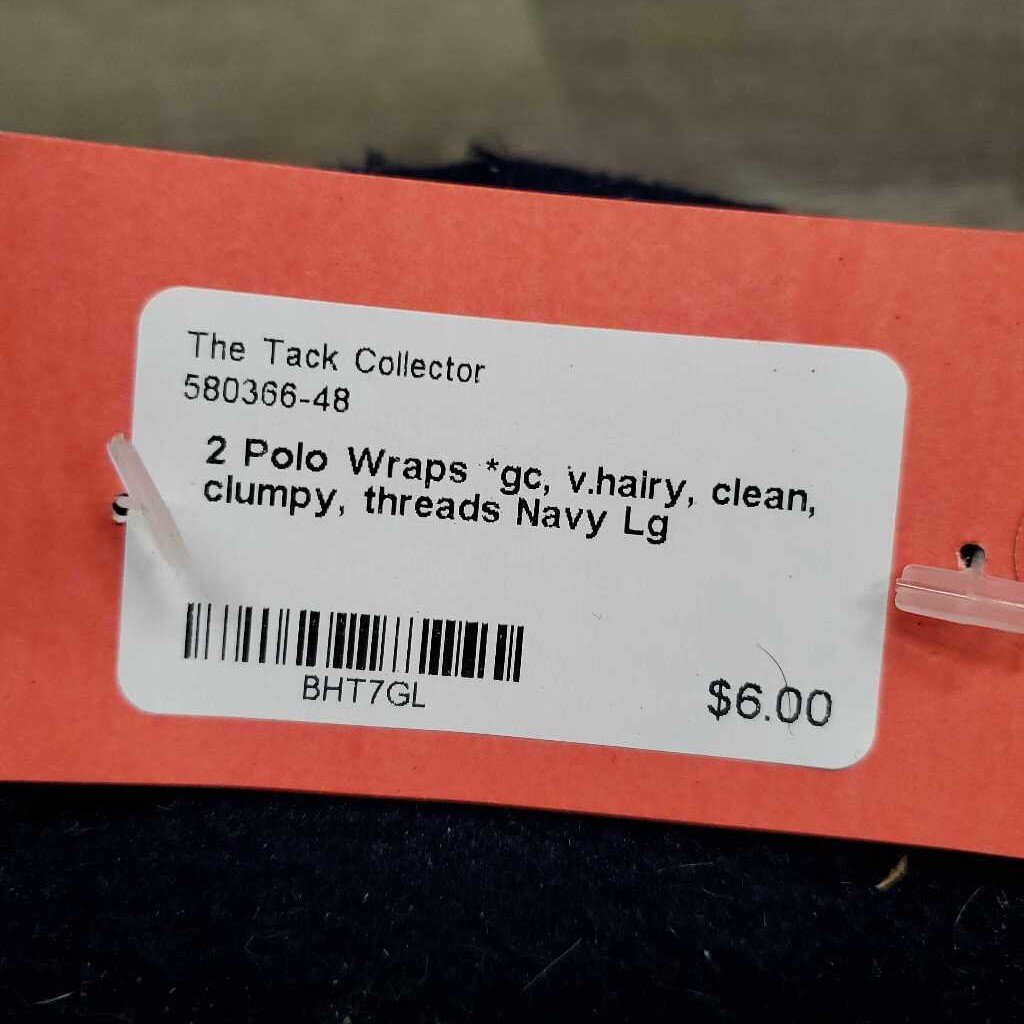 The Tack Collector
580366-48
2 Polo Wraps *gc, v.hairy, clean,
clumpy, threads Navy Lg
BHT7GL
$6.00